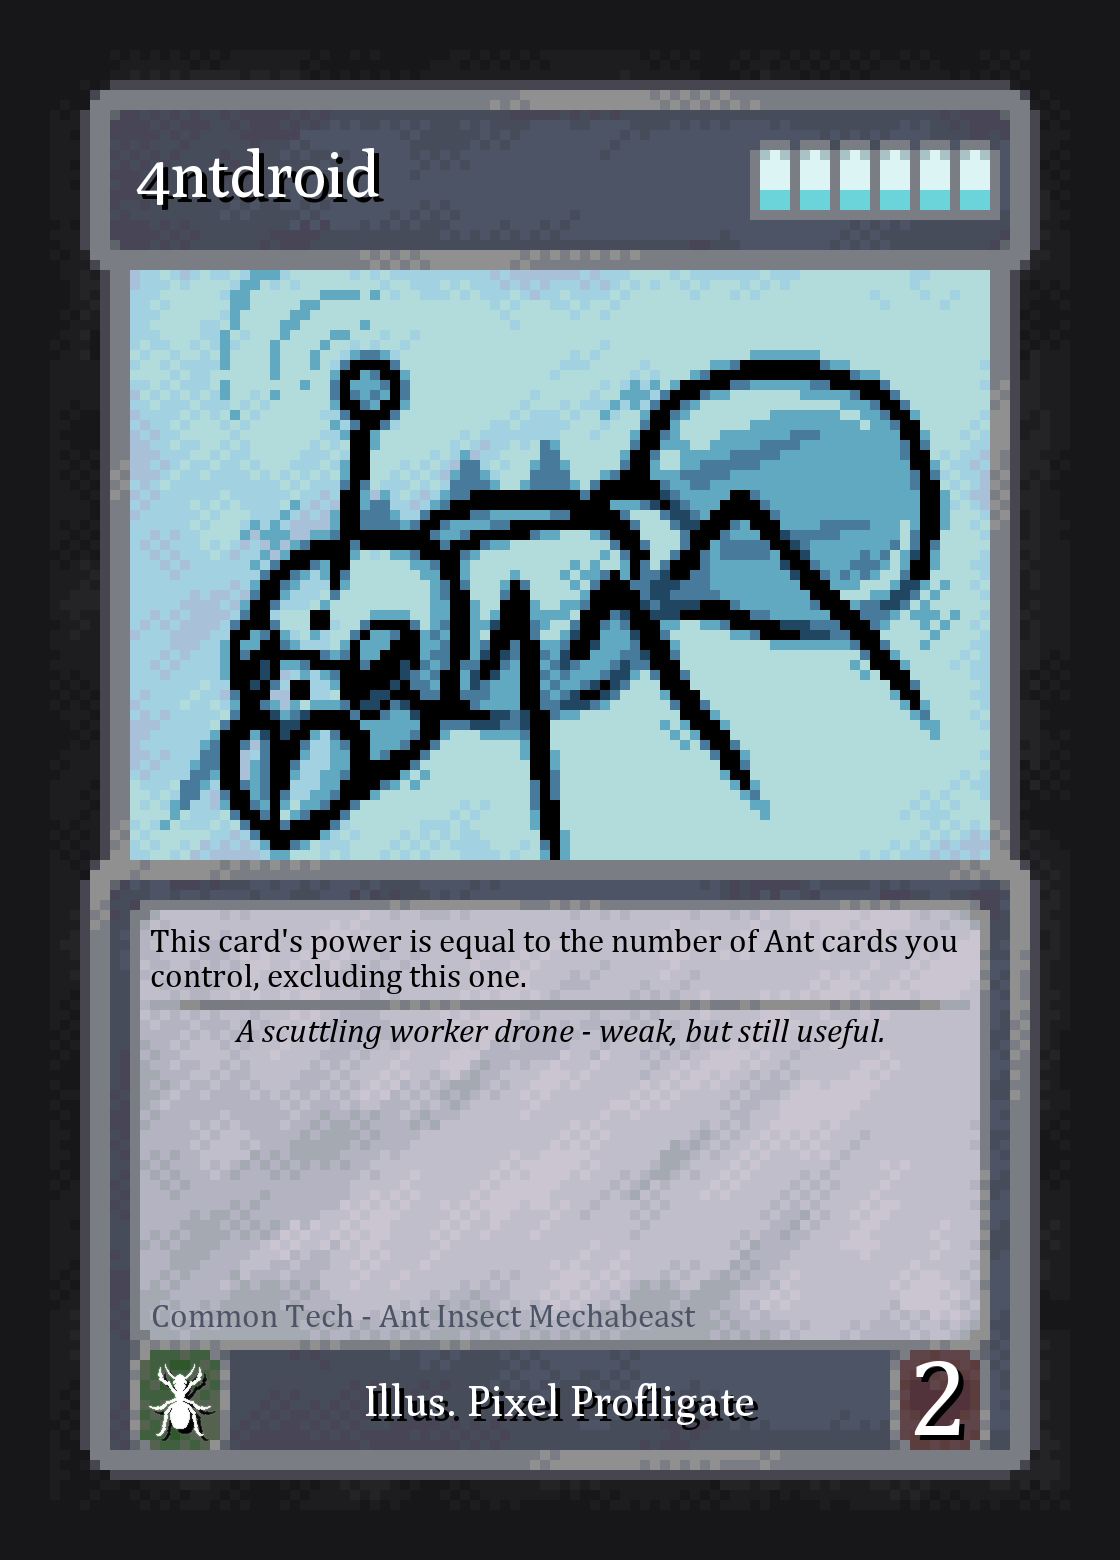 4ntdroid
This card's power is equal to the number of Ant cards you
control, excluding this one.
A scuttling worker drone - weak, but still useful.
Common Tech - Ant Insect Mechabeast
Illus. Pixel Profligate
2